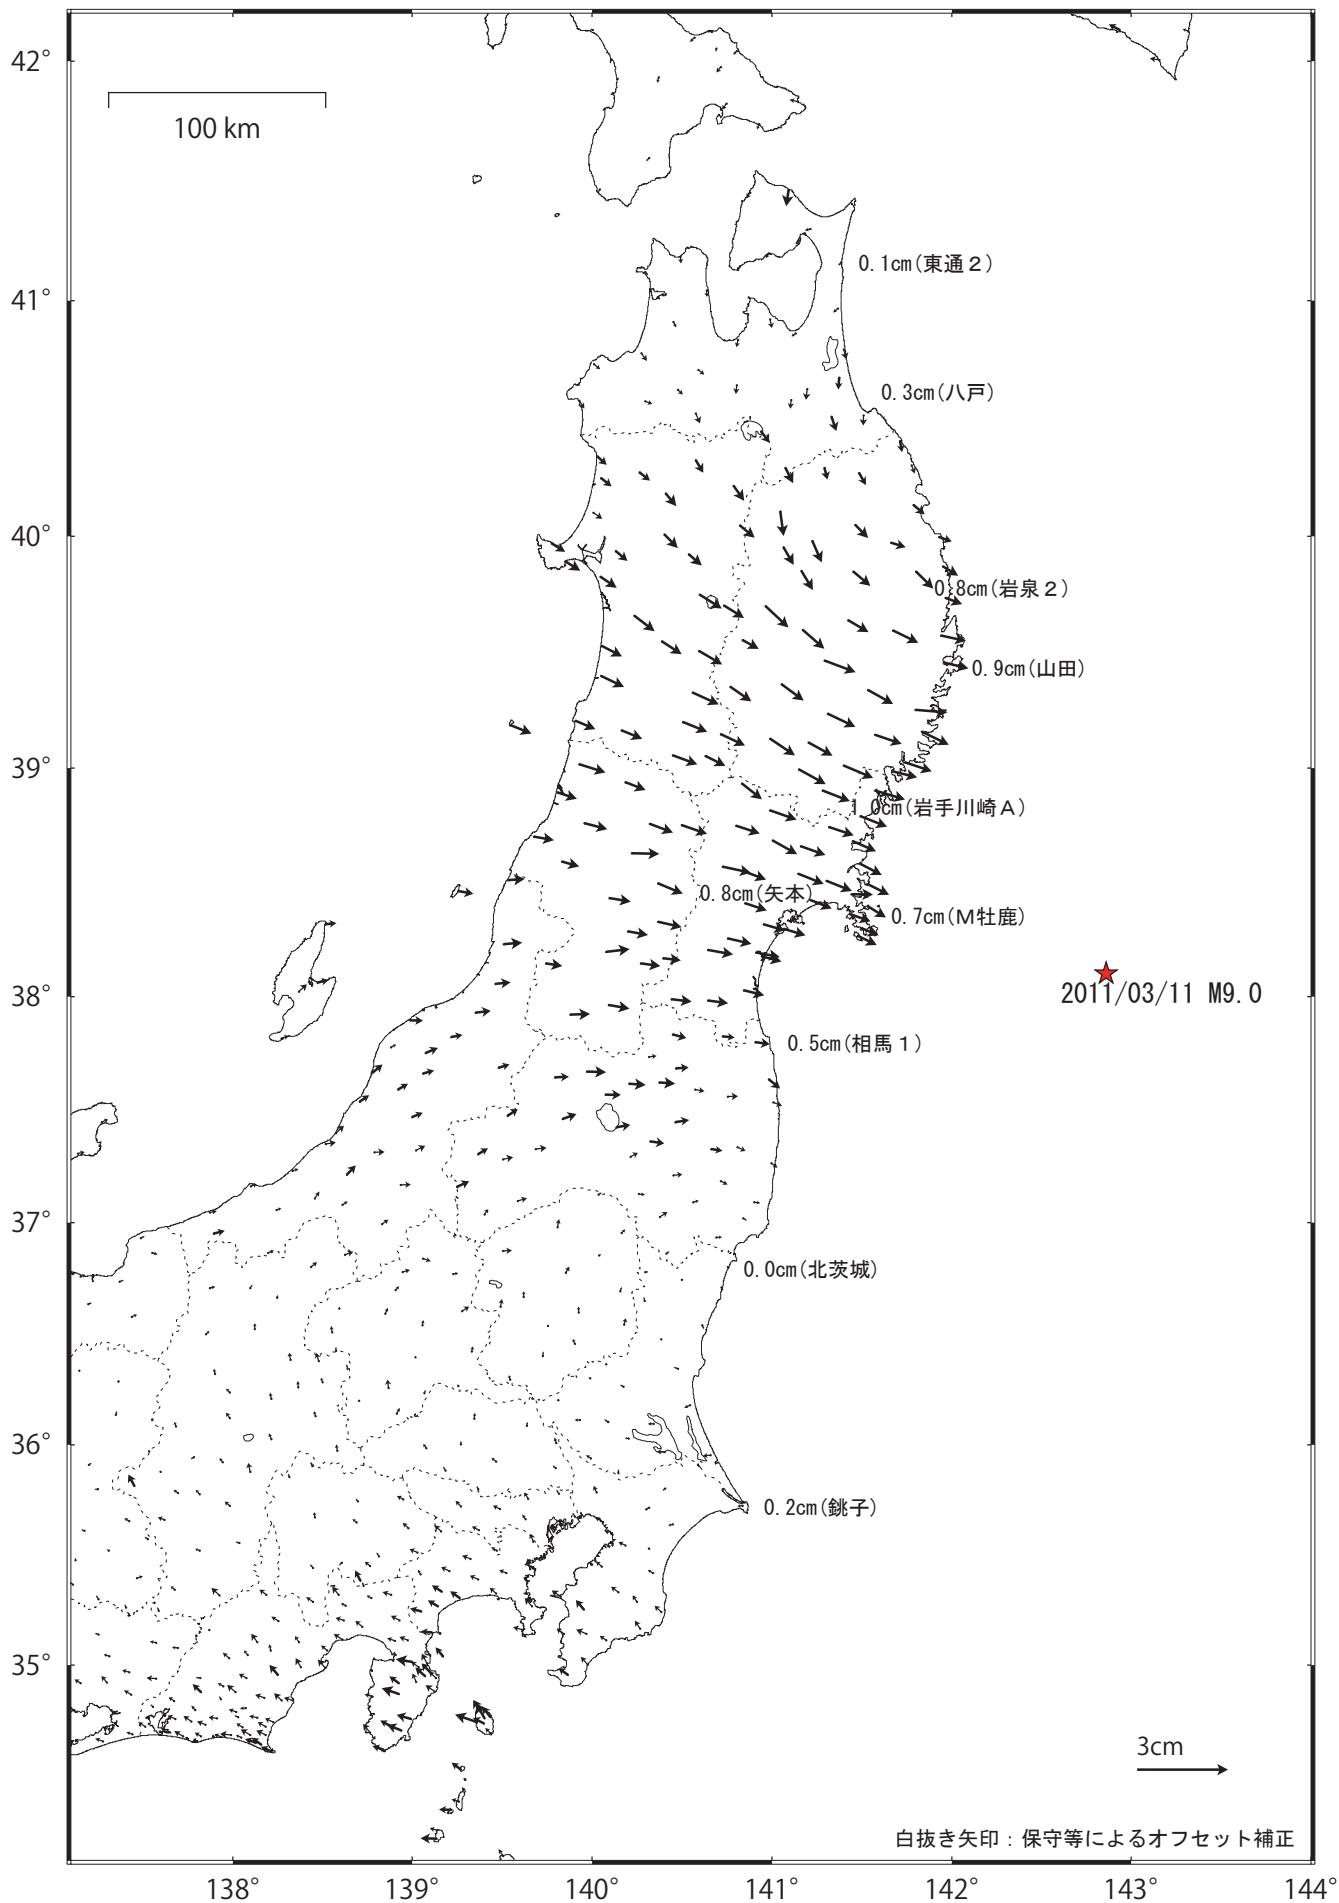 42°
100 km
0.1cm(東通２)
41°
0.3cm(八戸)
40°
0.8cm(岩泉２)
0.9cm(山田)
39°
1.0cm(岩手川崎Ａ)
0.8cm(矢本)
0.7cm(Ｍ牡鹿)
38°
2011/03/11 M9.0
0.5cm(相馬１)
37°
0.0cm(北茨城)
36°
0.2cm(銚子)
35°
3cm
白抜き矢印：保守等によるオフセット補正
138° 139° 140° 141° 142° 143° 144°